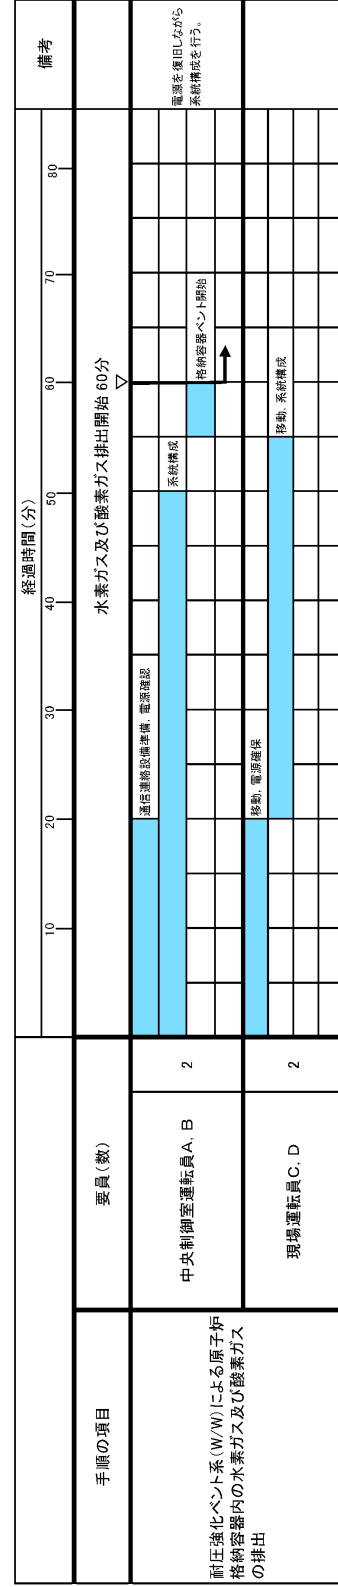 経過時間(分)
備考
10 20 30 40 50 60 70 80
手順の項目
要員(数)
水素ガス及び酸素ガス排出開始 60分
▽
耐圧強化ベント系(W/W)による原子炉
格納容器内の水素ガス及び酸素ガス
の排出
中央制御室運転員A, B
2
通信連絡設備準備, 電源確認
系統構成
格納容器ベント開始
電源を復旧しながら
系統構成を行う。
現場運転員C, D
2
移動, 電源確保
移動, 系統構成